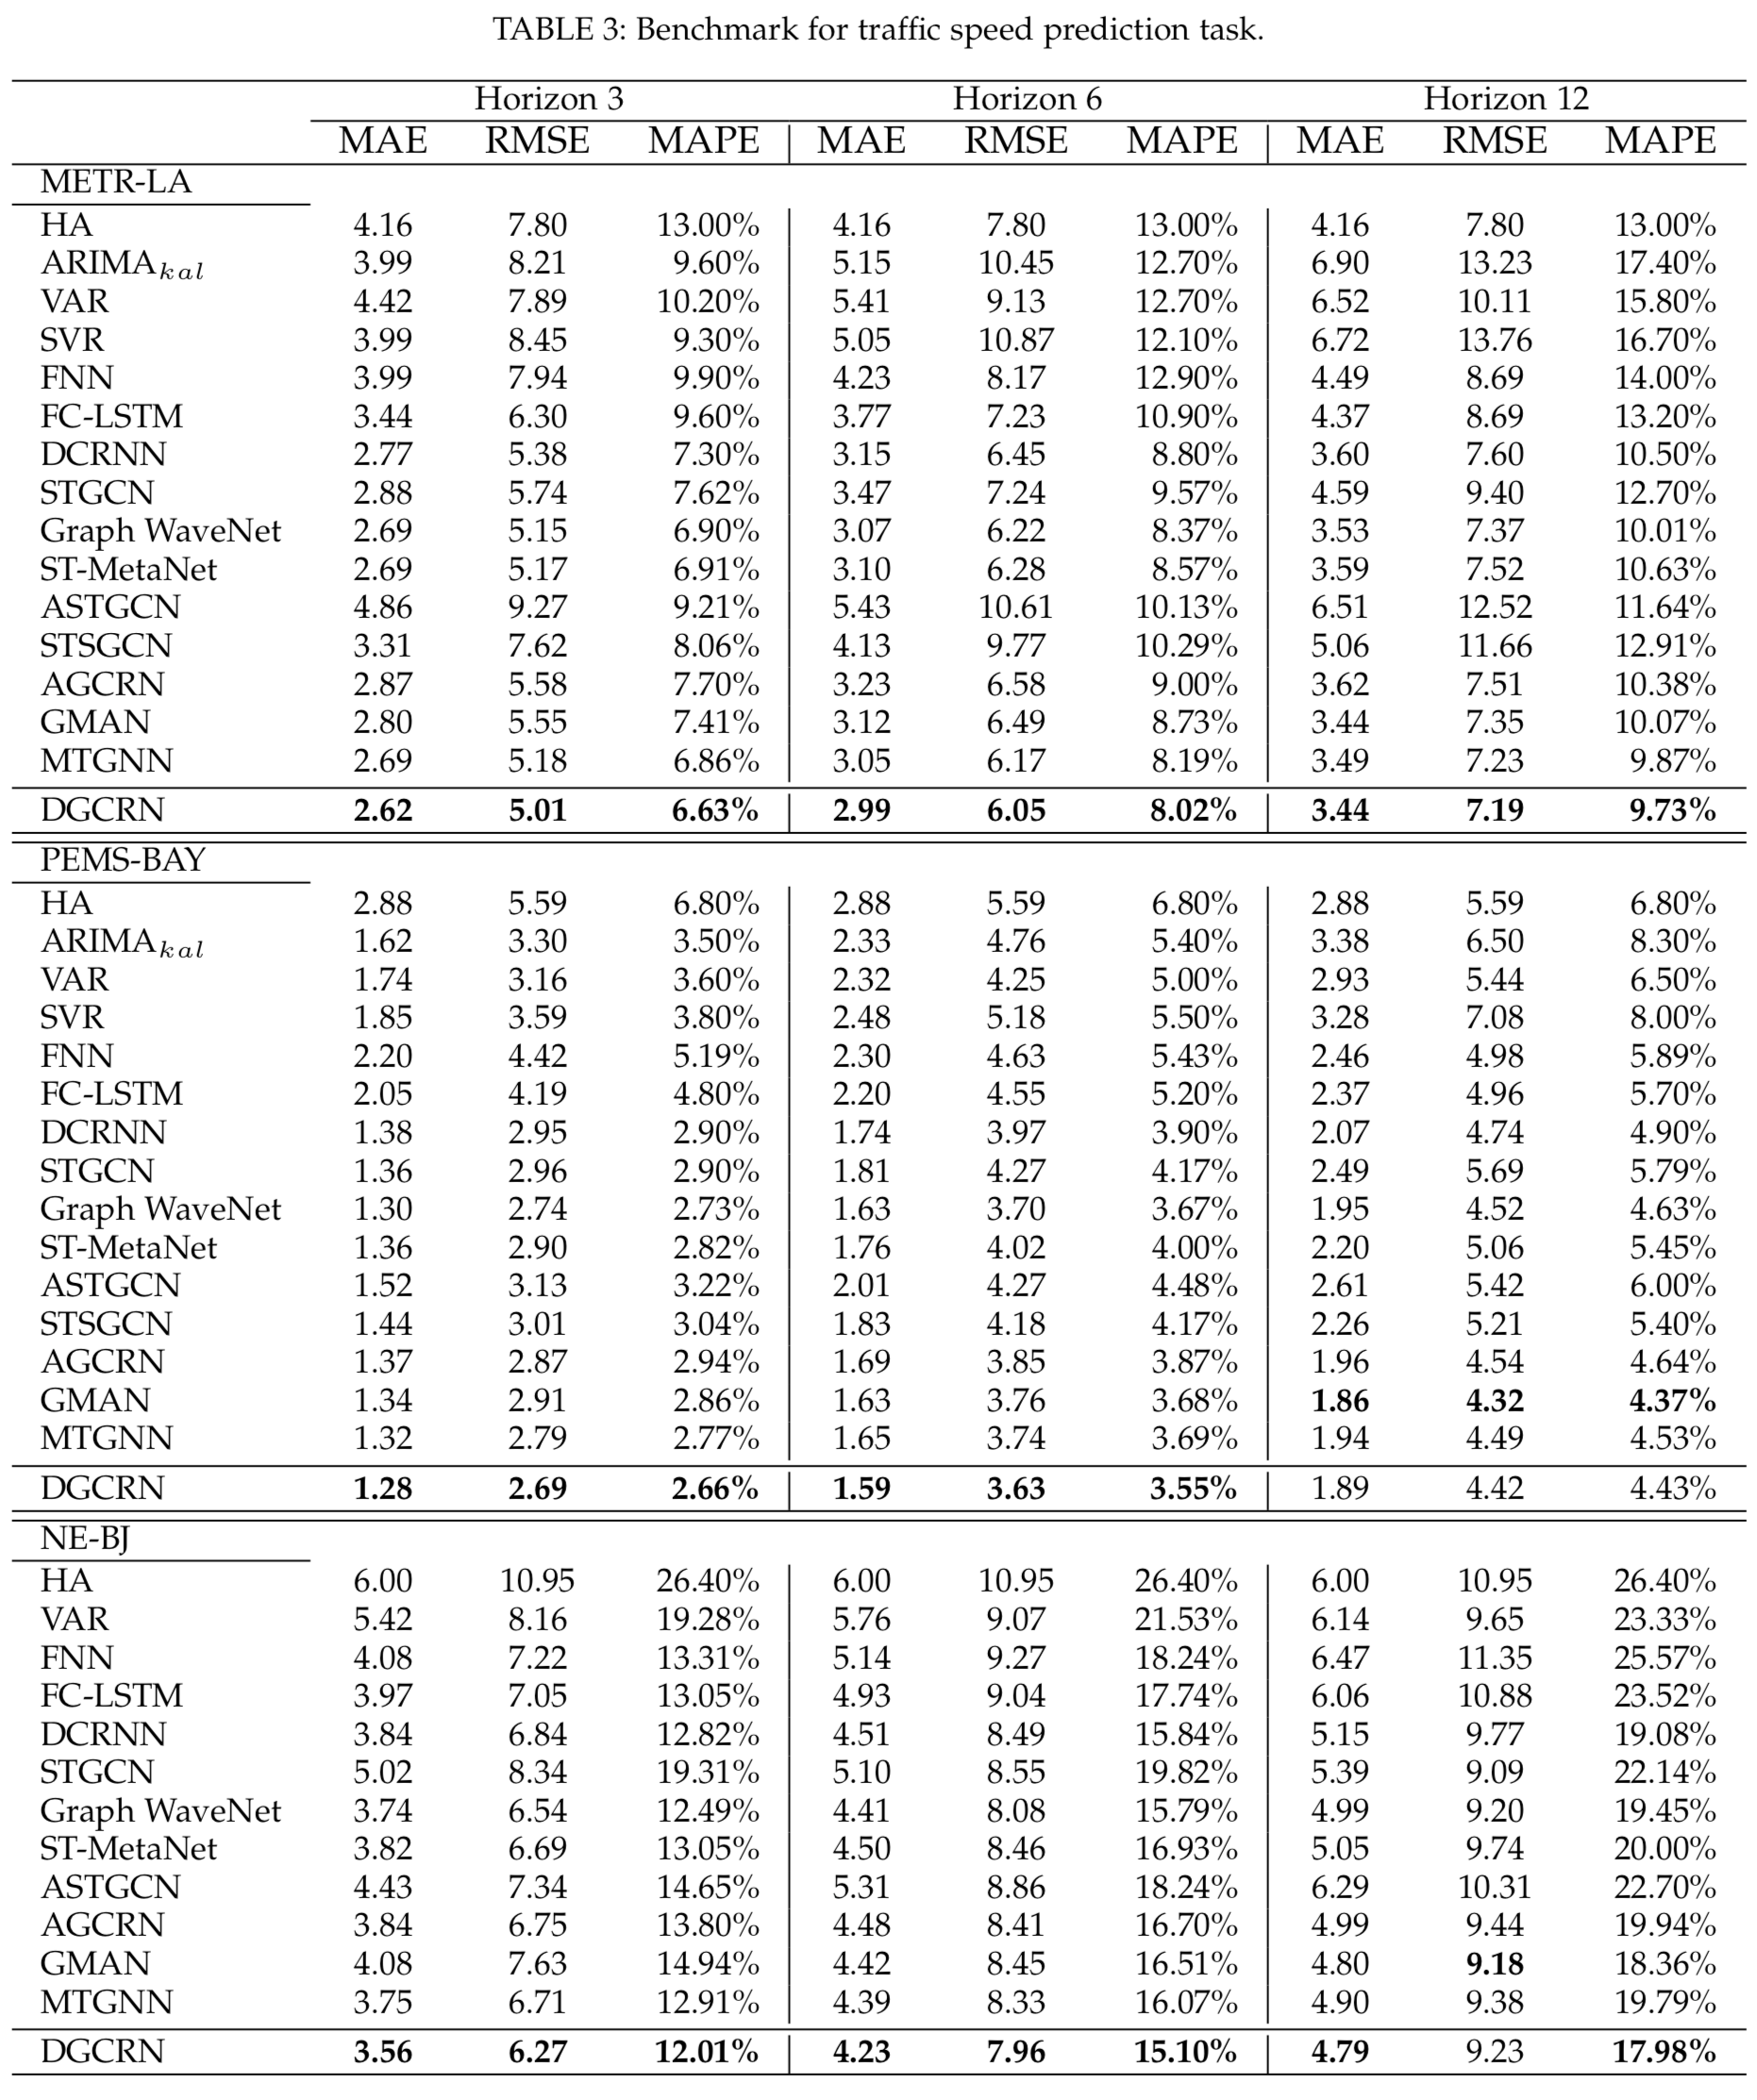 TABLE 3: Benchmark for traffic speed prediction task.
Horizon 3 Horizon 6 Horizon 12
MAE RMSE MAPE MAE RMSE MAPE MAE RMSE MAPE
METR-LA
HA 4.16 7.80 13.00% 4.16 7.80 13.00% 4.16 7.80 13.00%
ARIMAkal 3.99 8.21 9.60% 5.15 10.45 12.70% 6.90 13.23 17.40%
VAR 4.42 7.89 10.20% 5.41 9.13 12.70% 6.52 10.11 15.80%
SVR 3.99 8.45 9.30% 5.05 10.87 12.10% 6.72 13.76 16.70%
FNN 3.99 7.94 9.90% 4.23 8.17 12.90% 4.49 8.69 14.00%
FC-LSTM 3.44 6.30 9.60% 3.77 7.23 10.90% 4.37 8.69 13.20%
DCRNN 2.77 5.38 7.30% 3.15 6.45 8.80% 3.60 7.60 10.50%
STGCN 2.88 5.74 7.62% 3.47 7.24 9.57% 4.59 9.40 12.70%
Graph WaveNet 2.69 5.15 6.90% 3.07 6.22 8.37% 3.53 7.37 10.01%
ST-MetaNet 2.69 5.17 6.91% 3.10 6.28 8.57% 3.59 7.52 10.63%
ASTGCN 4.86 9.27 9.21% 5.43 10.61 10.13% 6.51 12.52 11.64%
STSGCN 3.31 7.62 8.06% 4.13 9.77 10.29% 5.06 11.66 12.91%
AGCRN 2.87 5.58 7.70% 3.23 6.58 9.00% 3.62 7.51 10.38%
GMAN 2.80 5.55 7.41% 3.12 6.49 8.73% 3.44 7.35 10.07%
MTGNN 2.69 5.18 6.86% 3.05 6.17 8.19% 3.49 7.23 9.87%
DGCRN 2.62 5.01 6.63% 2.99 6.05 8.02% 3.44 7.19 9.73%
PEMS-BAY
HA 2.88 5.59 6.80% 2.88 5.59 6.80% 2.88 5.59 6.80%
ARIMAkal 1.62 3.30 3.50% 2.33 4.76 5.40% 3.38 6.50 8.30%
VAR 1.74 3.16 3.60% 2.32 4.25 5.00% 2.93 5.44 6.50%
SVR 1.85 3.59 3.80% 2.48 5.18 5.50% 3.28 7.08 8.00%
FNN 2.20 4.42 5.19% 2.30 4.63 5.43% 2.46 4.98 5.89%
FC-LSTM 2.05 4.19 4.80% 2.20 4.55 5.20% 2.37 4.96 5.70%
DCRNN 1.38 2.95 2.90% 1.74 3.97 3.90% 2.07 4.74 4.90%
STGCN 1.36 2.96 2.90% 1.81 4.27 4.17% 2.49 5.69 5.79%
Graph WaveNet 1.30 2.74 2.73% 1.63 3.70 3.67% 1.95 4.52 4.63%
ST-MetaNet 1.36 2.90 2.82% 1.76 4.02 4.00% 2.20 5.06 5.45%
ASTGCN 1.52 3.13 3.22% 2.01 4.27 4.48% 2.61 5.42 6.00%
STSGCN 1.44 3.01 3.04% 1.83 4.18 4.17% 2.26 5.21 5.40%
AGCRN 1.37 2.87 2.94% 1.69 3.85 3.87% 1.96 4.54 4.64%
GMAN 1.34 2.91 2.86% 1.63 3.76 3.68% 1.86 4.32 4.37%
MTGNN 1.32 2.79 2.77% 1.65 3.74 3.69% 1.94 4.49 4.53%
DGCRN 1.28 2.69 2.66% 1.59 3.63 3.55% 1.89 4.42 4.43%
NE-BJ
HA 6.00 10.95 26.40% 6.00 10.95 26.40% 6.00 10.95 26.40%
VAR 5.42 8.16 19.28% 5.76 9.07 21.53% 6.14 9.65 23.33%
FNN 4.08 7.22 13.31% 5.14 9.27 18.24% 6.47 11.35 25.57%
FC-LSTM 3.97 7.05 13.05% 4.93 9.04 17.74% 6.06 10.88 23.52%
DCRNN 3.84 6.84 12.82% 4.51 8.49 15.84% 5.15 9.77 19.08%
STGCN 5.02 8.34 19.31% 5.10 8.55 19.82% 5.39 9.09 22.14%
Graph WaveNet 3.74 6.54 12.49% 4.41 8.08 15.79% 4.99 9.20 19.45%
ST-MetaNet 3.82 6.69 13.05% 4.50 8.46 16.93% 5.05 9.74 20.00%
ASTGCN 4.43 7.34 14.65% 5.31 8.86 18.24% 6.29 10.31 22.70%
AGCRN 3.84 6.75 13.80% 4.48 8.41 16.70% 4.99 9.44 19.94%
GMAN 4.08 7.63 14.94% 4.42 8.45 16.51% 4.80 9.18 18.36%
MTGNN 3.75 6.71 12.91% 4.39 8.33 16.07% 4.90 9.38 19.79%
DGCRN 3.56 6.27 12.01% 4.23 7.96 15.10% 4.79 9.23 17.98%